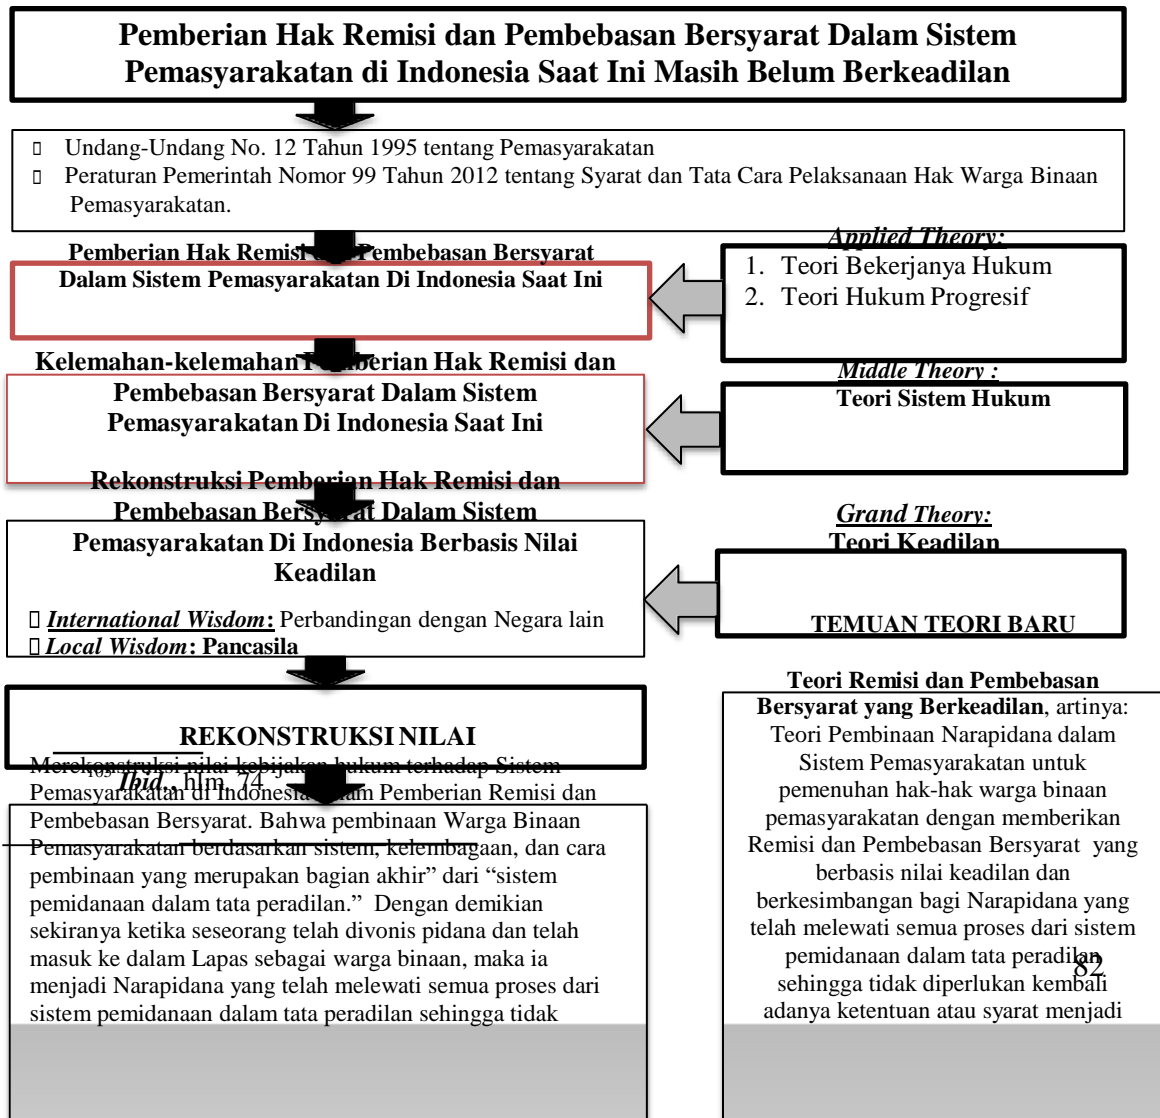 Pemberian Hak Remisi dan Pembebasan Bersyarat Dalam Sistem
Pemasyarakatan di Indonesia Saat Ini Masih Belum Berkeadilan
Undang-Undang No. 12 Tahun 1995 tentang Pemasyarakatan
Peraturan Pemerintah Nomor 99 Tahun 2012 tentang Syarat dan Tata Cara Pelaksanaan Hak Warga Binaan
Pemasyarakatan.
Pemberian Hak Remisi dan Pembebasan Bersyarat
Dalam Sistem Pemasyarakatan Di Indonesia Saat Ini
Applied Theory:
1. Teori Bekerjanya Hukum
2. Teori Hukum Progresif
Kelemahan-kelemahan Pemberian Hak Remisi dan
Pembebasan Bersyarat Dalam Sistem
Pemasyarakatan Di Indonesia Saat Ini
Middle Theory :
Teori Sistem Hukum
Rekonstruksi Pemberian Hak Remisi dan
Pembebasan Bersyarat Dalam Sistem
Pemasyarakatan Di Indonesia Berbasis Nilai
Keadilan
International Wisdom: Perbandingan dengan Negara lain
Local Wisdom: Pancasila
Grand Theory:
Teori Keadilan
TEMUAN TEORI BARU
REKONSTRUKSI NILAI
Merekonstruksi nilai kebijakan hukum terhadap Sistem
Pemasyarakatan di Indonesia dalam Pemberian Remisi dan
Pembebasan Bersyarat. Bahwa pembinaan Warga Binaan
Pemasyarakatan berdasarkan sistem, kelembagaan, dan cara
pembinaan yang merupakan bagian akhir” dari “sistem
pemidanaan dalam tata peradilan.” Dengan demikian
sekiranya ketika seseorang telah divonis pidana dan telah
masuk ke dalam Lapas sebagai warga binaan, maka ia
menjadi Narapidana yang telah melewati semua proses dari
sistem pemidanaan dalam tata peradilan sehingga tidak
Ibid., hlm. 74
Teori Remisi dan Pembebasan
Bersyarat yang Berkeadilan, artinya:
Teori Pembinaan Narapidana dalam
Sistem Pemasyarakatan untuk
pemenuhan hak-hak warga binaan
pemasyarakatan dengan memberikan
Remisi dan Pembebasan Bersyarat yang
berbasis nilai keadilan dan
berkesimbangan bagi Narapidana yang
telah melewati semua proses dari sistem
pemidanaan dalam tata peradilan
sehingga tidak diperlukan kembali
adanya ketentuan atau syarat menjadi
82